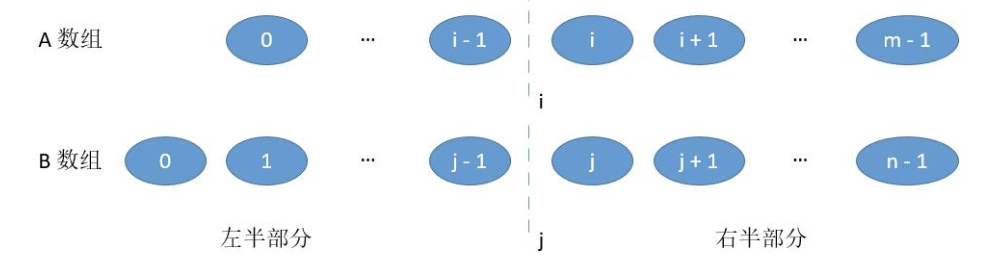 A 数组 0 ... i - 1 i i + 1 ... m - 1
i
B 数组 0 1 ... j - 1 j j + 1 ... n - 1
左半部分 j 右半部分